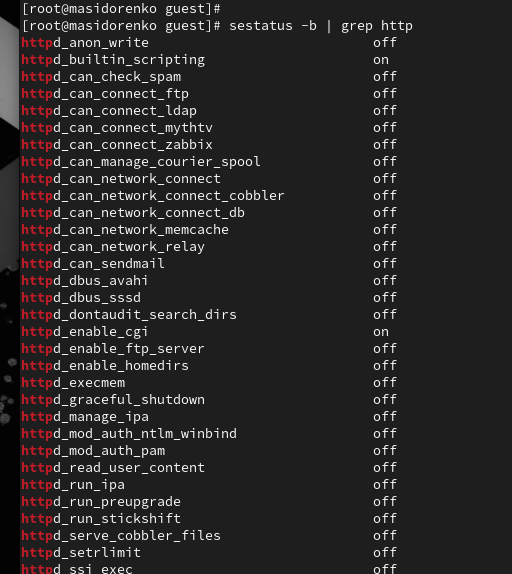 [root@masidorenko guest]#
[root@masidorenko guest]# sestatus -b | grep http
httpd_anon_write off
httpd_builtin_scripting on
httpd_can_check_spam off
httpd_can_connect_ftp off
httpd_can_connect_ldap off
httpd_can_connect_mythtv off
httpd_can_connect_zabbix off
httpd_can_manage_courier_spool off
httpd_can_network_connect off
httpd_can_network_connect_cobbler off
httpd_can_network_connect_db off
httpd_can_network_memcache off
httpd_can_network_relay off
httpd_can_sendmail off
httpd_dbus_avahi off
httpd_dbus_sssd off
httpd_dontaudit_search_dirs off
httpd_enable_cgi on
httpd_enable_ftp_server off
httpd_enable_homedirs off
httpd_execmem off
httpd_graceful_shutdown off
httpd_manage_ipa off
httpd_mod_auth_ntlm_winbind off
httpd_mod_auth_pam off
httpd_read_user_content off
httpd_run_ipa off
httpd_run_preupgrade off
httpd_run_stickshift off
httpd_serve_cobbler_files off
httpd_setrlimit off
httpd_ssi_exec off